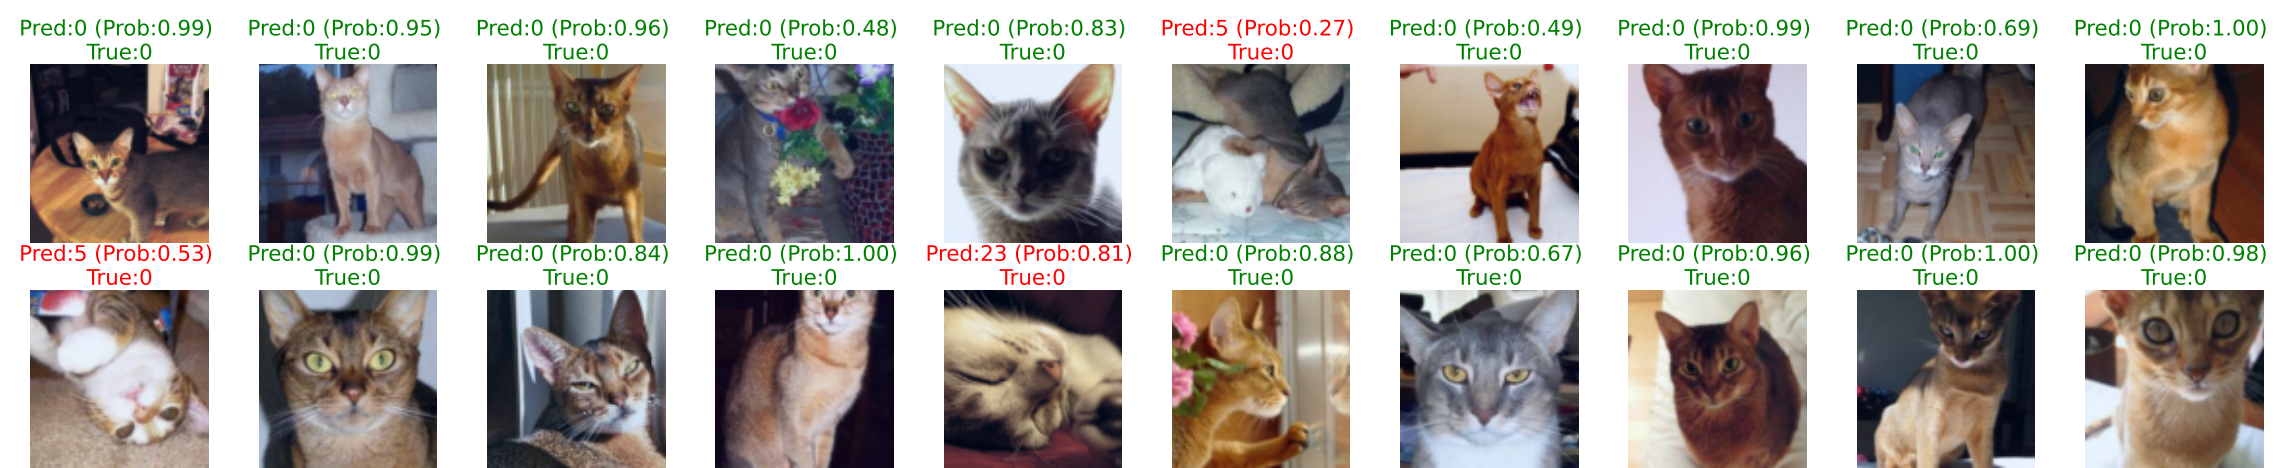 Pred:0 (Prob:0.99) Pred:0 (Prob:0.95) Pred:0 (Prob:0.96) Pred:0 (Prob:0.48) Pred:0 (Prob:0.83) Pred:5 (Prob:0.27) Pred:0 (Prob:0.49) Pred:0 (Prob:0.99) Pred:0 (Prob:0.69) Pred:0 (Prob:1.00)
True:0 True:0 True:0 True:0 True:0 True:0 True:0 True:0 True:0 True:0
Pred:5 (Prob:0.53) Pred:0 (Prob:0.99) Pred:0 (Prob:0.84) Pred:0 (Prob:1.00) Pred:23 (Prob:0.81) Pred:0 (Prob:0.88) Pred:0 (Prob:0.67) Pred:0 (Prob:0.96) Pred:0 (Prob:1.00) Pred:0 (Prob:0.98)
True:0 True:0 True:0 True:0 True:0 True:0 True:0 True:0 True:0 True:0